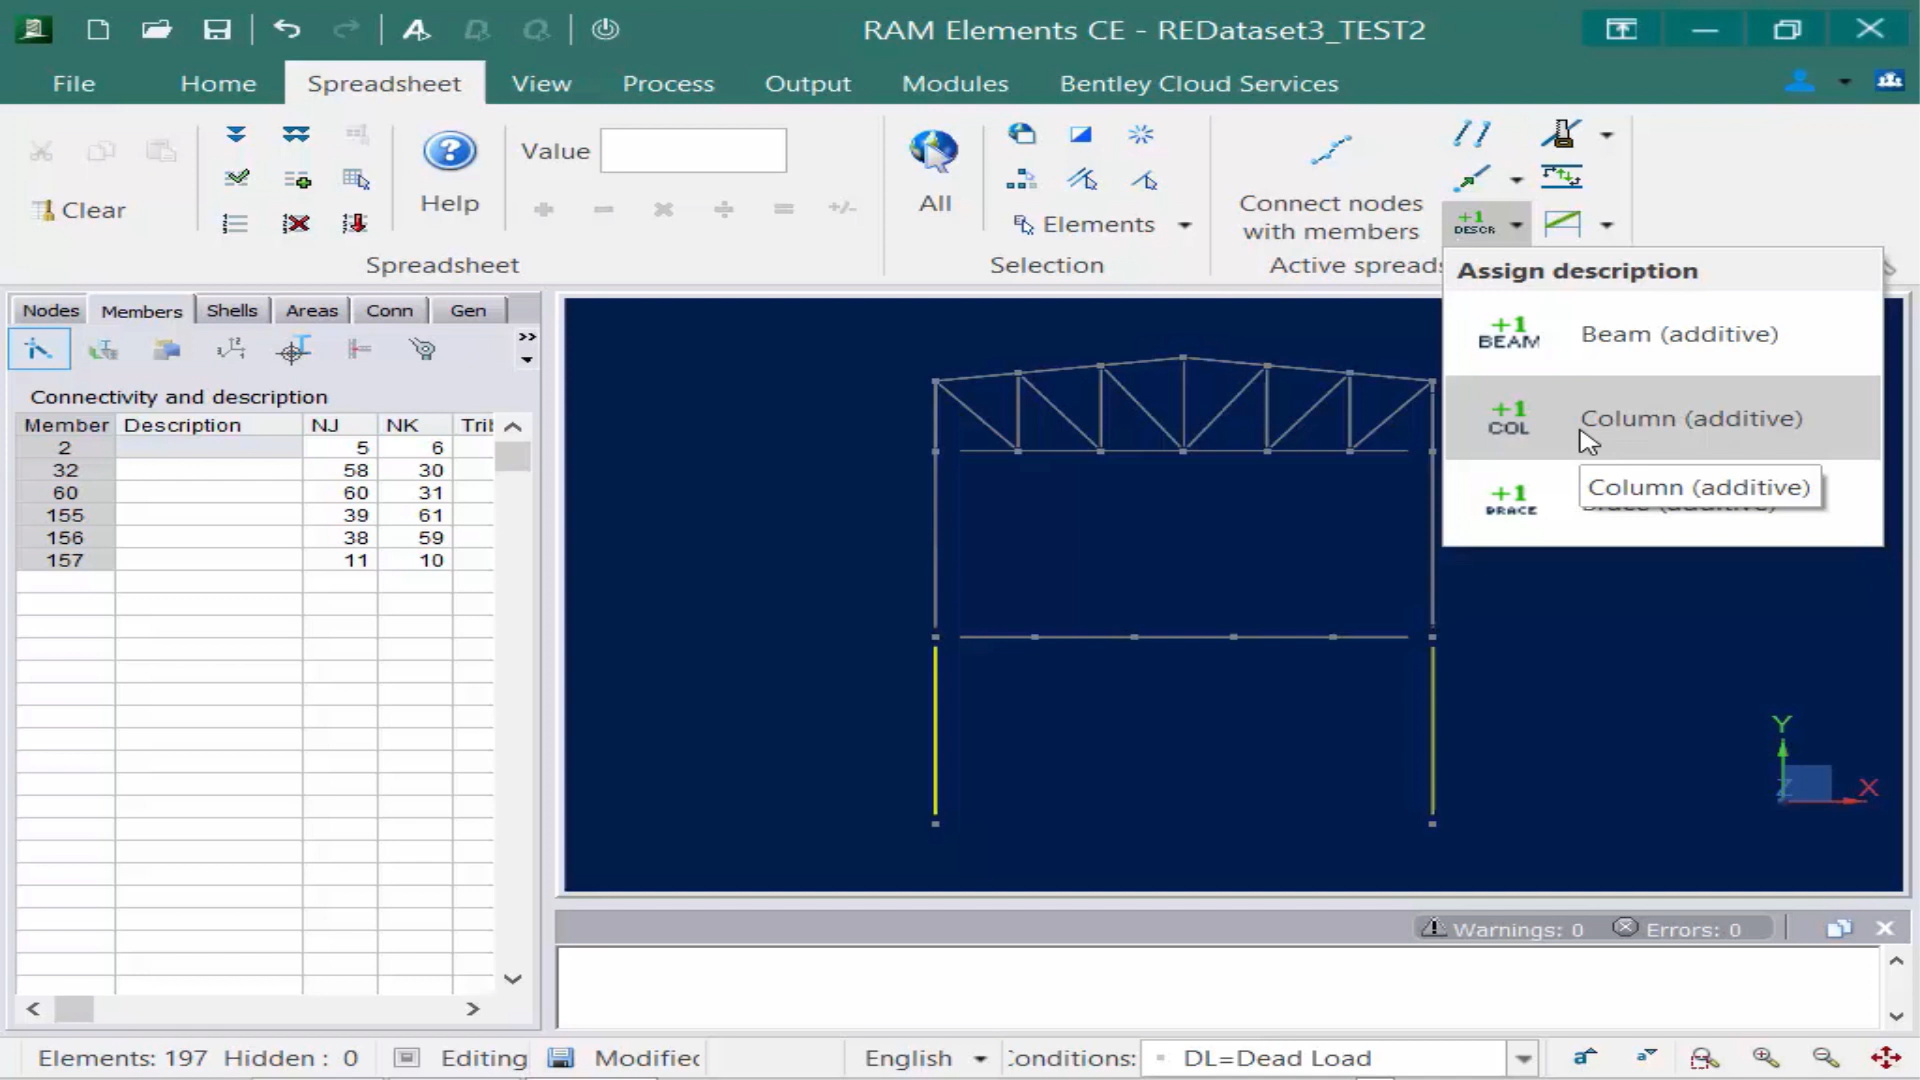 RAM Elements CE - REDataset3_TEST2
File Home Spreadsheet View Process Output Modules Bentley Cloud Services
Clear
Help
Value
Spreadsheet
All
Elements
Selection
Connect nodes
with members
Active spreads
+1
DESCR
Assign description
+1
BEAM
Beam (additive)
+1
COL
Column (additive)
Column (additive)
+1
BRACE
Nodes Members Shells Areas Conn Gen
Connectivity and description
Member Description NJ NK Trib
2 5 6
32 58 30
60 60 31
155 39 61
156 38 59
157 11 10
Y
Z X
Warnings: 0 Errors: 0
Elements: 197 Hidden : 0 Editing Modified English Conditions: DL=Dead Load